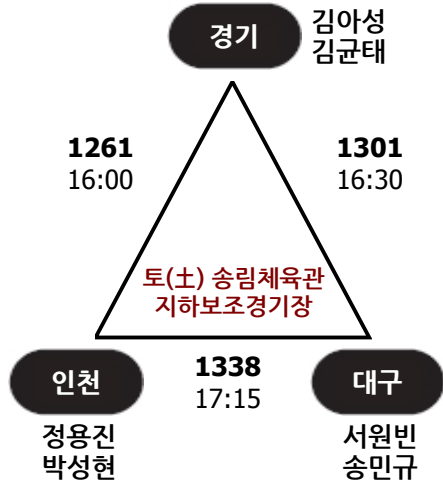 경기
김아성
김균태
1261
16:00
1301
16:30
토(土) 송림체육관
지하보조경기장
인천
1338
17:15
대구
정용진
박성현
서원빈
송민규